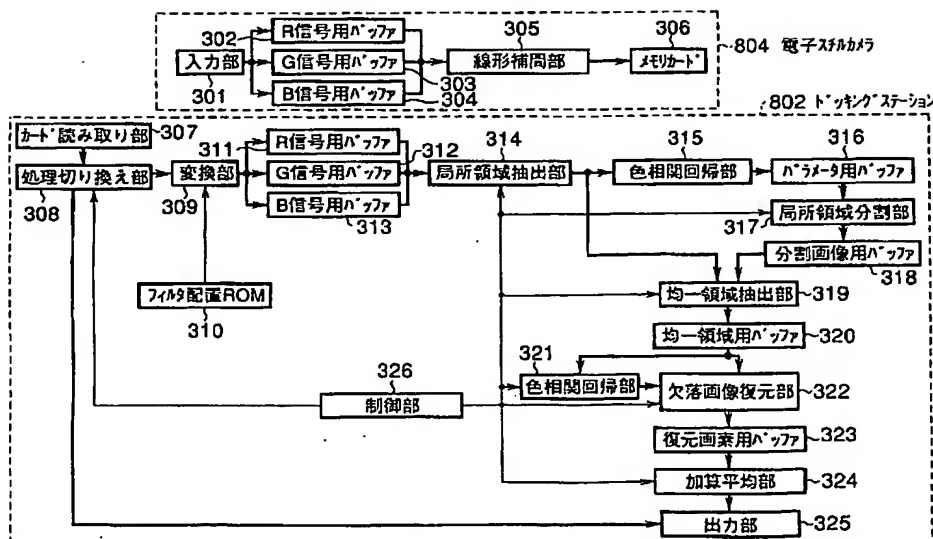 302
R信号用 バッファ
305
306
804 電子スチルカメラ
入力部
G信号用バッファ
線形補間部
メモリカード
301
303
B信号用バッファ
304
802 ドッキングステーション
カード読み取り部
307
311
R信号用バッファ
312
314
315
316
処理切り換え部
変換部
G信号用バッファ
局所領域抽出部
色相関回帰部
パラメータ用バッファ
308
309
B信号用バッファ
313
局所領域分割部
317
分割画像用バッファ
318
フィルタ配置ROM
310
均一領域抽出部
319
均一領域用バッファ
320
321
326
色相関回帰部
欠落画像復元部
322
制御部
復元画素用バッファ
323
加算平均部
324
出力部
325